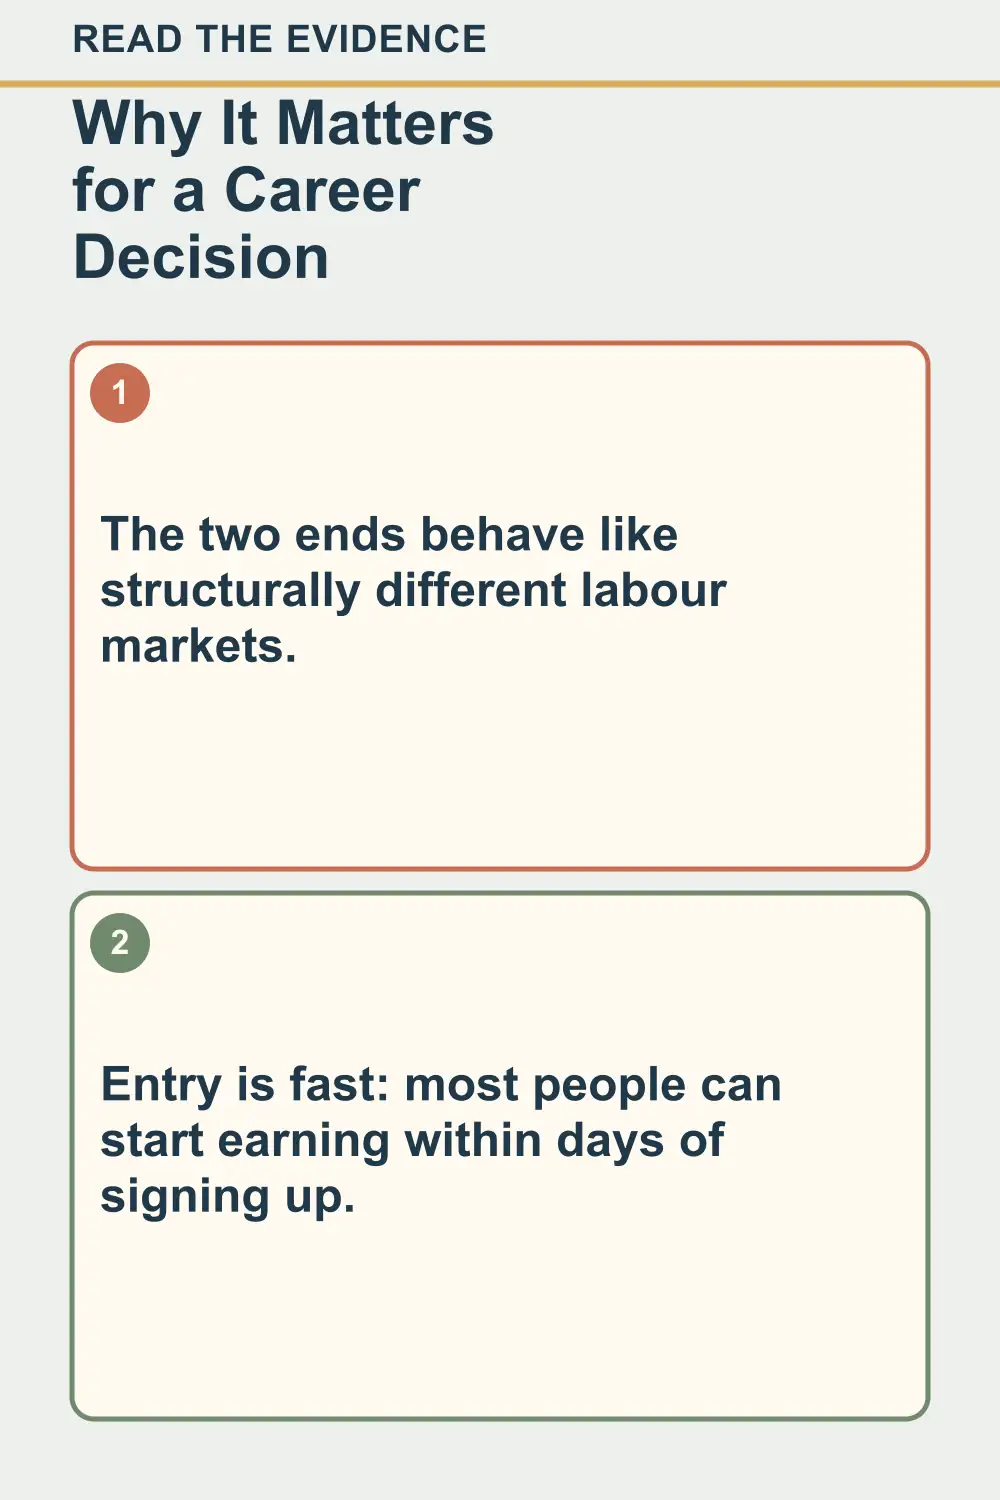 READ THE EVIDENCE
Why It Matters
for a Career
Decision
1
The two ends behave like
structurally different labour
markets.
2
Entry is fast: most people can
start earning within days of
signing up.